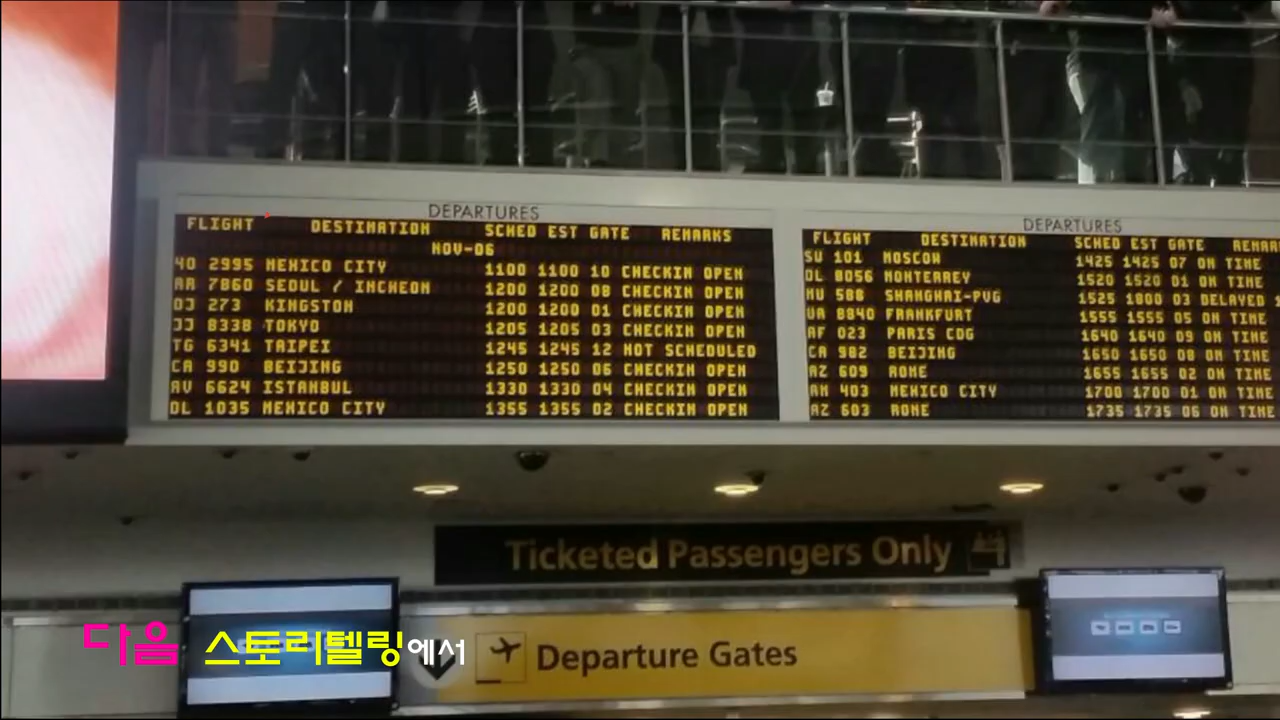 DEPARTURES
FLIGHT DESTINATION SCHED EST GATE REMARKS
NOV-06
4O 2995 MEXICO CITY 1100 1100 10 CHECKIN OPEN
AR 7860 SEOUL / INCHEON 1200 1200 08 CHECKIN OPEN
OJ 273 KINGSTON 1200 1200 01 CHECKIN OPEN
JJ 8338 TOKYO 1205 1205 03 CHECKIN OPEN
TG 6341 TAIPEI 1245 1245 12 NOT SCHEDULED
CA 990 BEIJING 1250 1250 06 CHECKIN OPEN
AV 6624 ISTANBUL 1330 1330 04 CHECKIN OPEN
DL 1035 MEXICO CITY 1355 1355 02 CHECKIN OPEN
DEPARTURES
FLIGHT DESTINATION SCHED EST GATE REMAR
SU 101 MOSCOW 1425 1425 07 ON TIME
DL 8056 MONTERREY 1520 1520 01 ON TIME
MU 588 SHANGHAI-PVG 1525 1800 03 DELAYED
UA 8840 FRANKFURT 1555 1555 05 ON TIME
AF 023 PARIS CDG 1640 1640 09 ON TIME
CA 982 BEIJING 1650 1650 08 ON TIME
AZ 609 ROME 1655 1655 02 ON TIME
AM 403 MEXICO CITY 1700 1700 01 ON TIME
AZ 603 ROME 1735 1735 06 ON TIME
Ticketed Passengers Only
Departure Gates
다음 스토리텔링에서